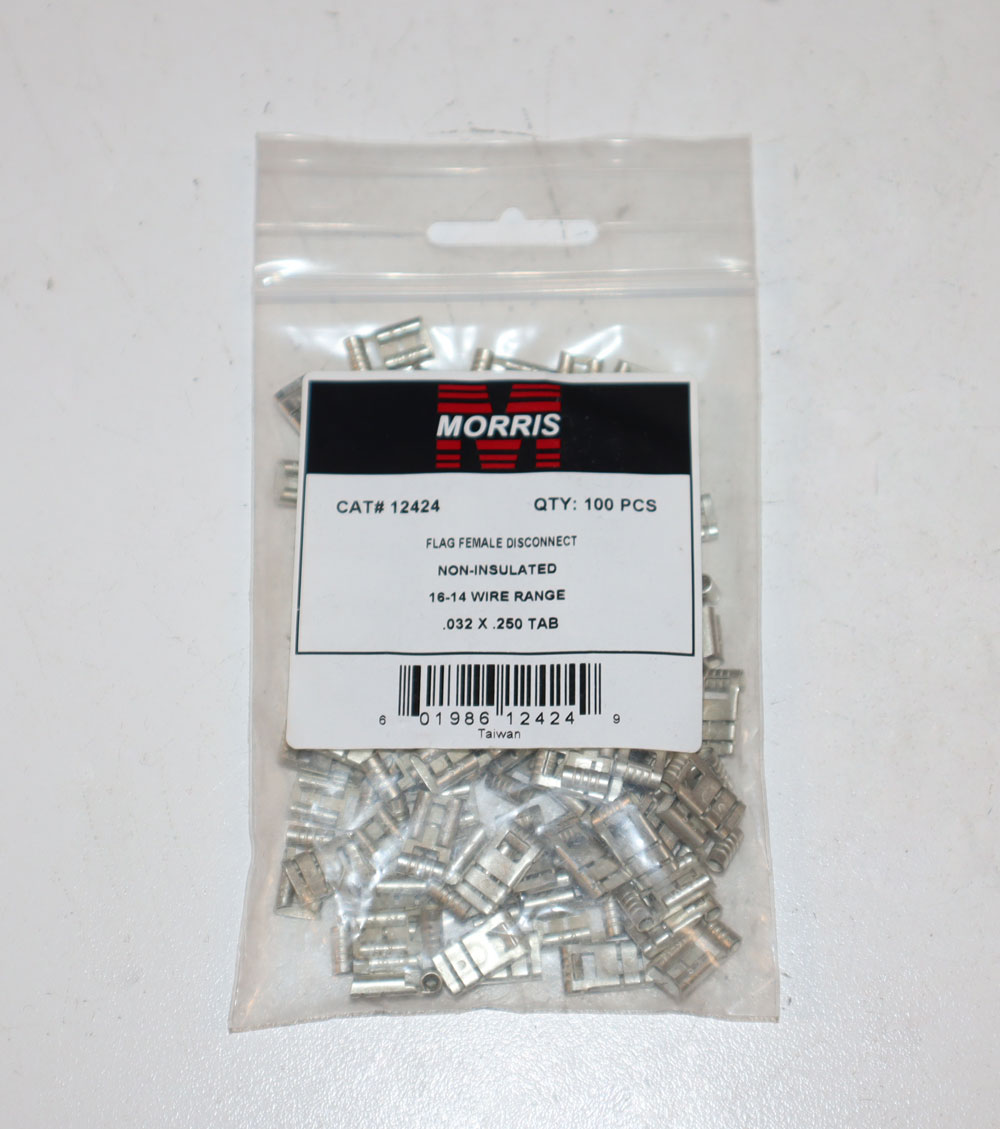 MORRIS
CAT# 12424 QTY: 100 PCS
FLAG FEMALE DISCONNECT
NON-INSULATED
16-14 WIRE RANGE
.032 X .250 TAB
6 01986 12424 9
Taiwan